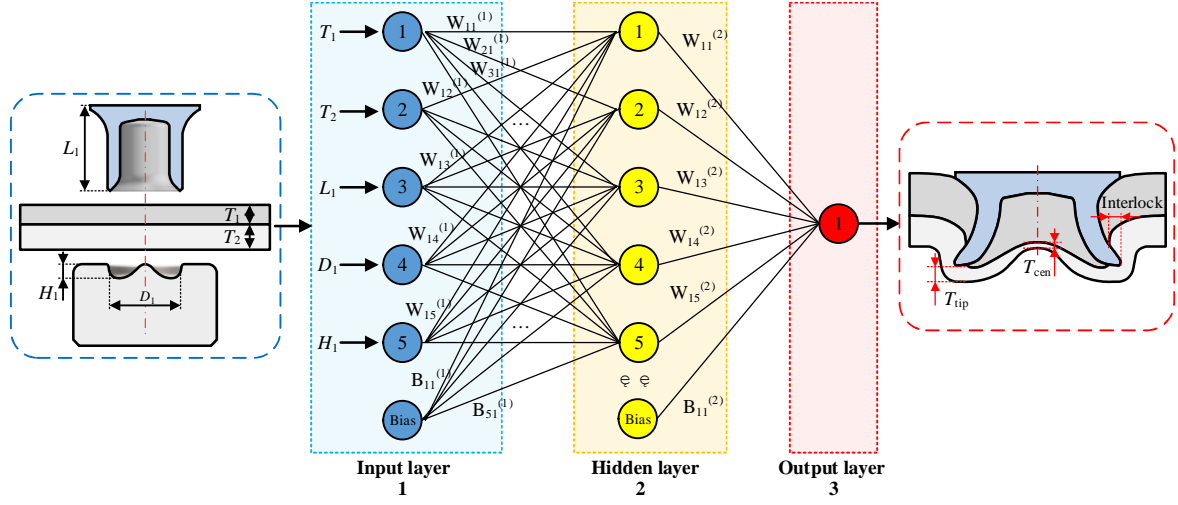 L₁
T₁
T₂
H₁
D₁
T₁
T₂
L₁
D₁
H₁
1
2
3
4
5
Bias
W₁₁⁽¹⁾
W₂₁⁽¹⁾
W₃₁⁽¹⁾
W₁₂⁽¹⁾
...
W₁₃⁽¹⁾
W₁₄⁽¹⁾
W₁₅⁽¹⁾
...
B₁₁⁽¹⁾
B₅₁⁽¹⁾
1
2
3
4
5
Bias
W₁₁⁽²⁾
W₁₂⁽²⁾
W₁₃⁽²⁾
W₁₄⁽²⁾
W₁₅⁽²⁾
B₁₁⁽²⁾
1
Interlock
Tcen
Ttip
Input layer
1
Hidden layer
2
Output layer
3